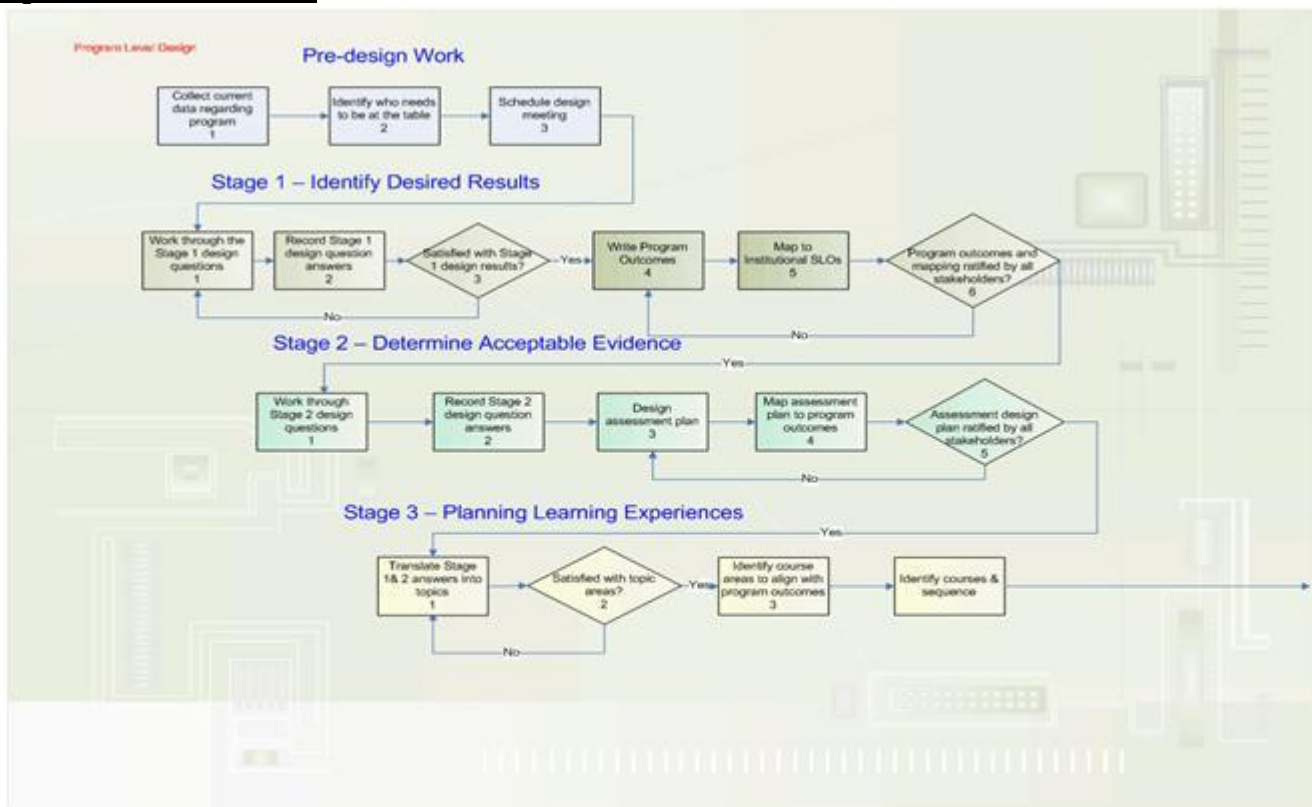 Program Level Design
Pre-design Work
Collect current
data regarding
program
1
Identify who needs
to be at the table
2
Schedule design
meeting
3
Stage 1 – Identify Desired Results
Work through the
Stage 1 design
questions
1
Record Stage 1
design question
answers
2
Satisfied with Stage
1 design results?
3
Yes
No
Write Program
Outcomes
4
Map to
Institutional SLOs
5
Program outcomes and
mapping ratified by all
stakeholders?
6
No
Yes
Stage 2 – Determine Acceptable Evidence
Work through
Stage 2 design
questions
1
Record Stage 2
design question
answers
2
Design
assessment plan
3
Map assessment
plan to program
outcomes
4
Assessment design
plan ratified by all
stakeholders?
5
No
Yes
Stage 3 – Planning Learning Experiences
Translate Stage
1& 2 answers into
topics
1
Satisfied with topic
areas?
2
Yes
No
Identify course
areas to align with
program outcomes
3
Identify courses &
sequence